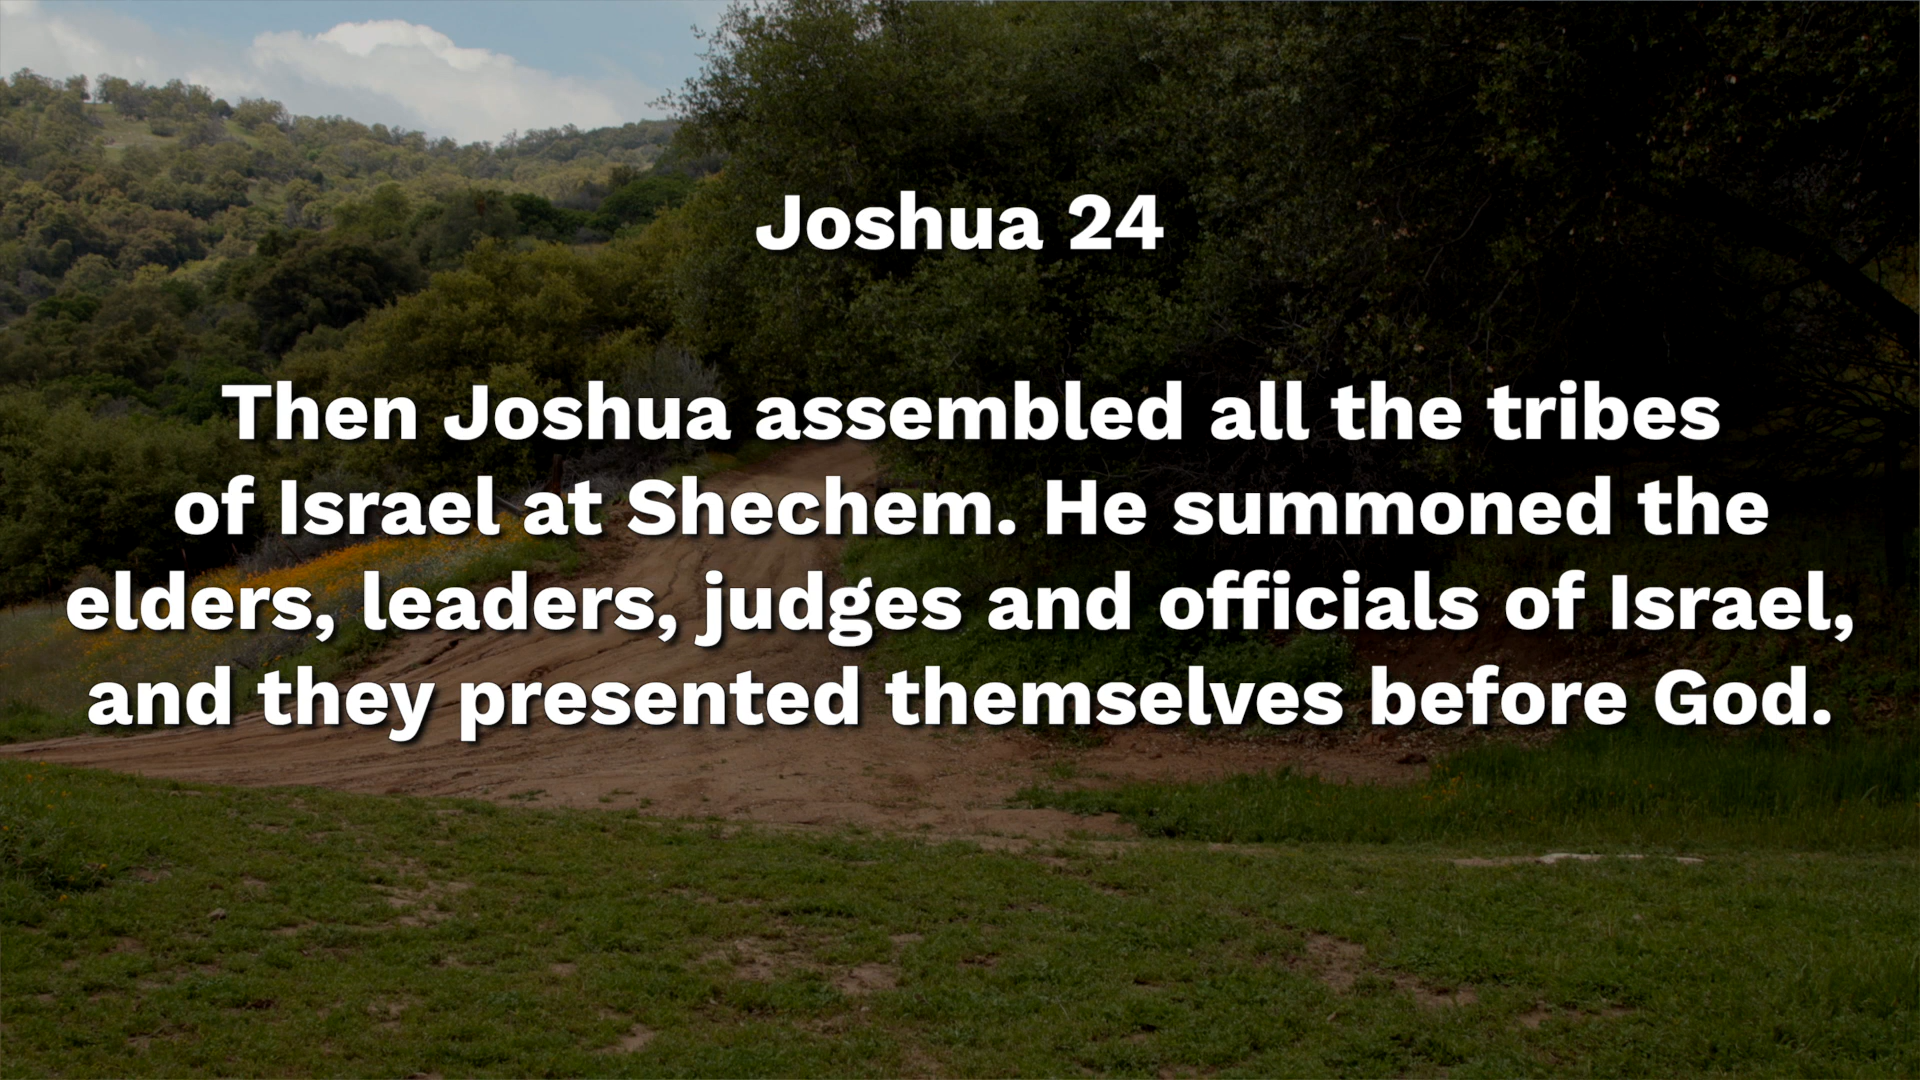 Joshua 24
Then Joshua assembled all the tribes
of Israel at Shechem. He summoned the
elders, leaders, judges and officials of Israel,
and they presented themselves before God.